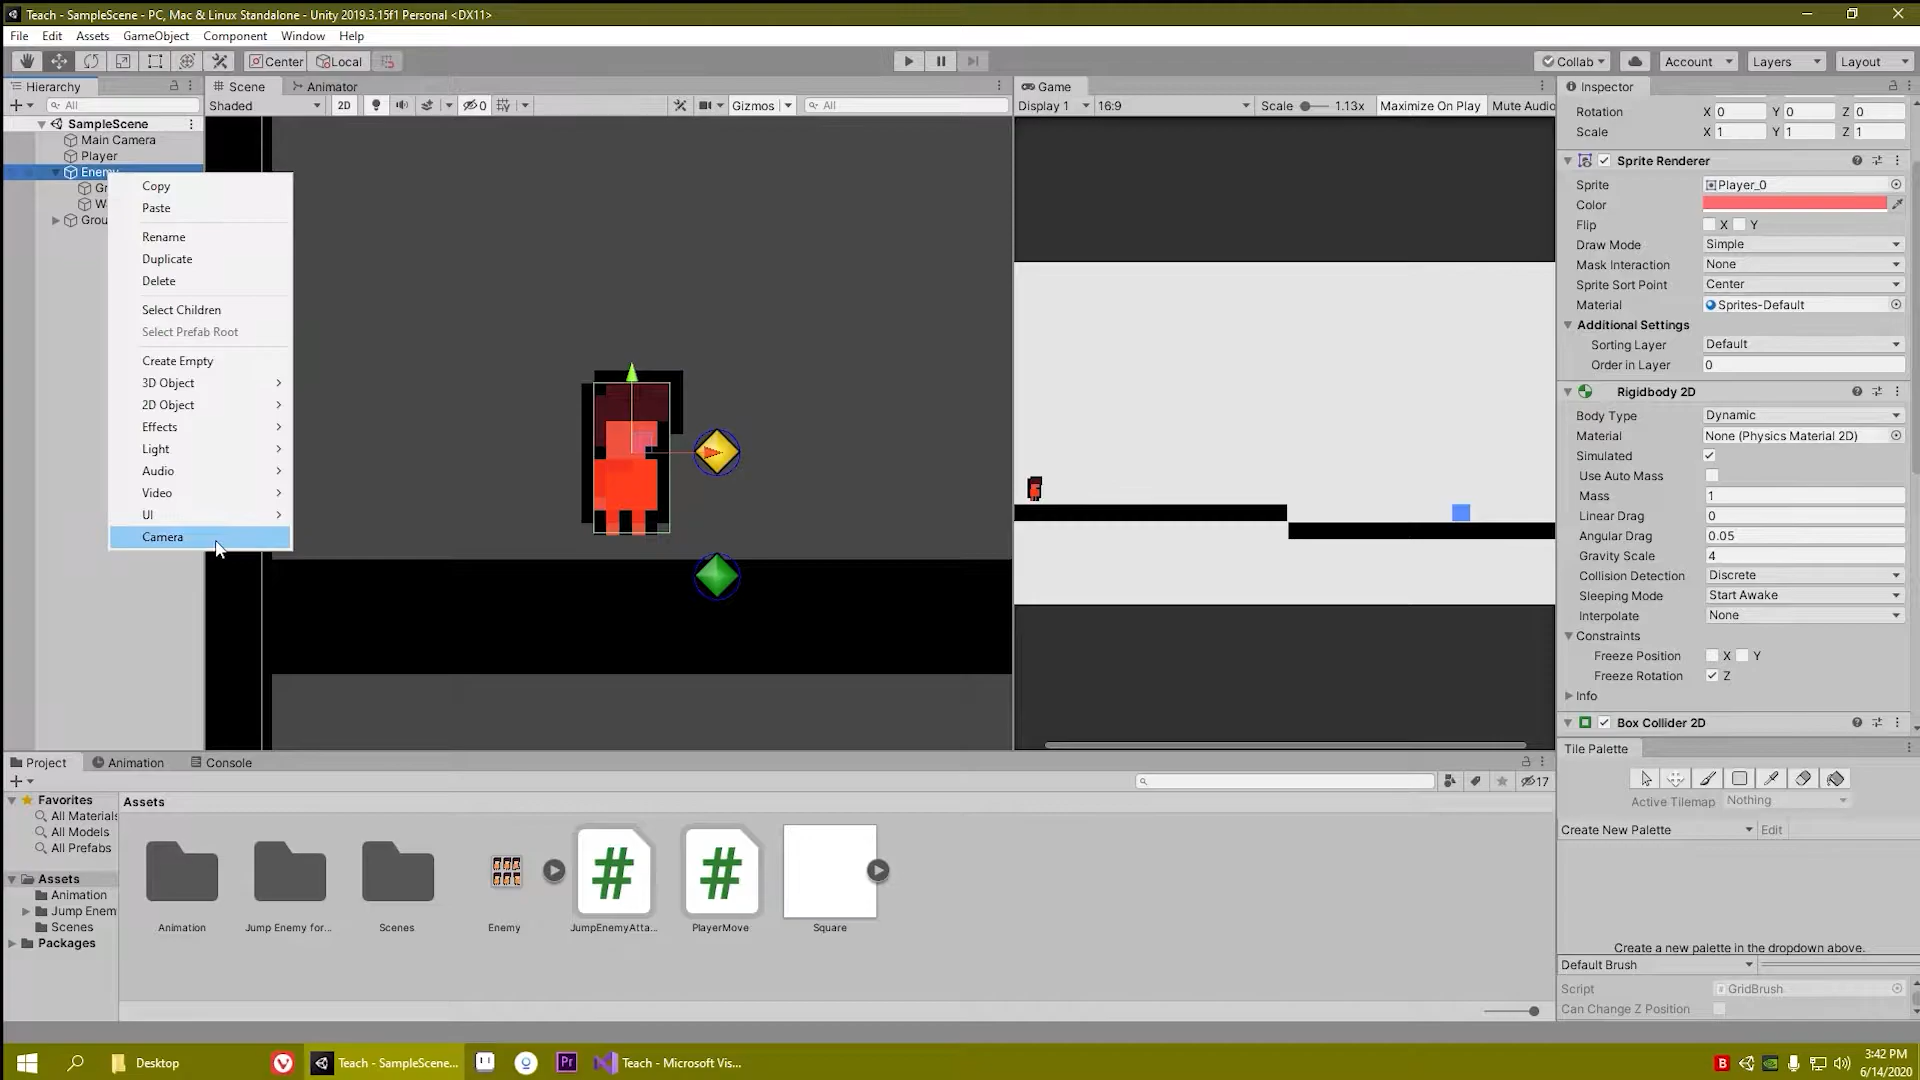 Teach - SampleScene - PC, Mac & Linux Standalone - Unity 2019.3.15f1 Personal <DX11>
File Edit Assets GameObject Component Window Help
Center Local Collab Account Layers Layout
Hierarchy
All
SampleScene
Main Camera
Player
Enemy
Gr
W
Grou
Copy
Paste
Rename
Duplicate
Delete
Select Children
Select Prefab Root
Create Empty
3D Object
2D Object
Effects
Light
Audio
Video
UI
Camera
Scene Animator
Shaded 2D 0 Gizmos All
Game
Display 1 16:9 Scale 1.13x Maximize On Play Mute Audio
Inspector
Rotation X 0 Y 0 Z 0
Scale X 1 Y 1 Z 1
Sprite Renderer
Sprite Player_0
Color
Flip X Y
Draw Mode Simple
Mask Interaction None
Sprite Sort Point Center
Material Sprites-Default
Additional Settings
Sorting Layer Default
Order in Layer 0
Rigidbody 2D
Body Type Dynamic
Material None (Physics Material 2D)
Simulated
Use Auto Mass
Mass 1
Linear Drag 0
Angular Drag 0.05
Gravity Scale 4
Collision Detection Discrete
Sleeping Mode Start Awake
Interpolate None
Constraints
Freeze Position X Y
Freeze Rotation Z
Info
Box Collider 2D
Tile Palette
Active Tilemap Nothing
Create New Palette Edit
Create a new palette in the dropdown above.
Default Brush
Script GridBrush
Can Change Z Position
Project Animation Console
17
Favorites
All Materials
All Models
All Prefabs
Assets
Animation
Jump Enem
Scenes
Packages
Assets
Animation
Jump Enemy for...
Scenes
Enemy
JumpEnemyAtta...
PlayerMove
Square
Desktop
Teach - SampleScene...
Pr
Teach - Microsoft Vis...
B
3:42 PM
6/14/2020